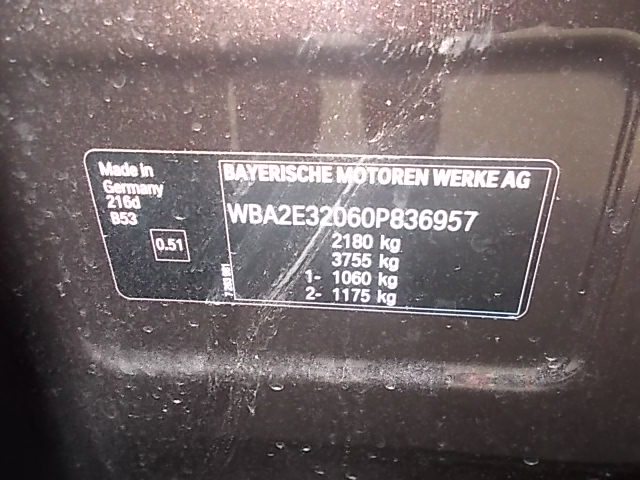 Made in
Germany
216d
B53
0.51
BAYERISCHE MOTOREN WERKE AG
WBA2E32060P836957
2180 kg
3755 kg
1- 1060 kg
2- 1175 kg